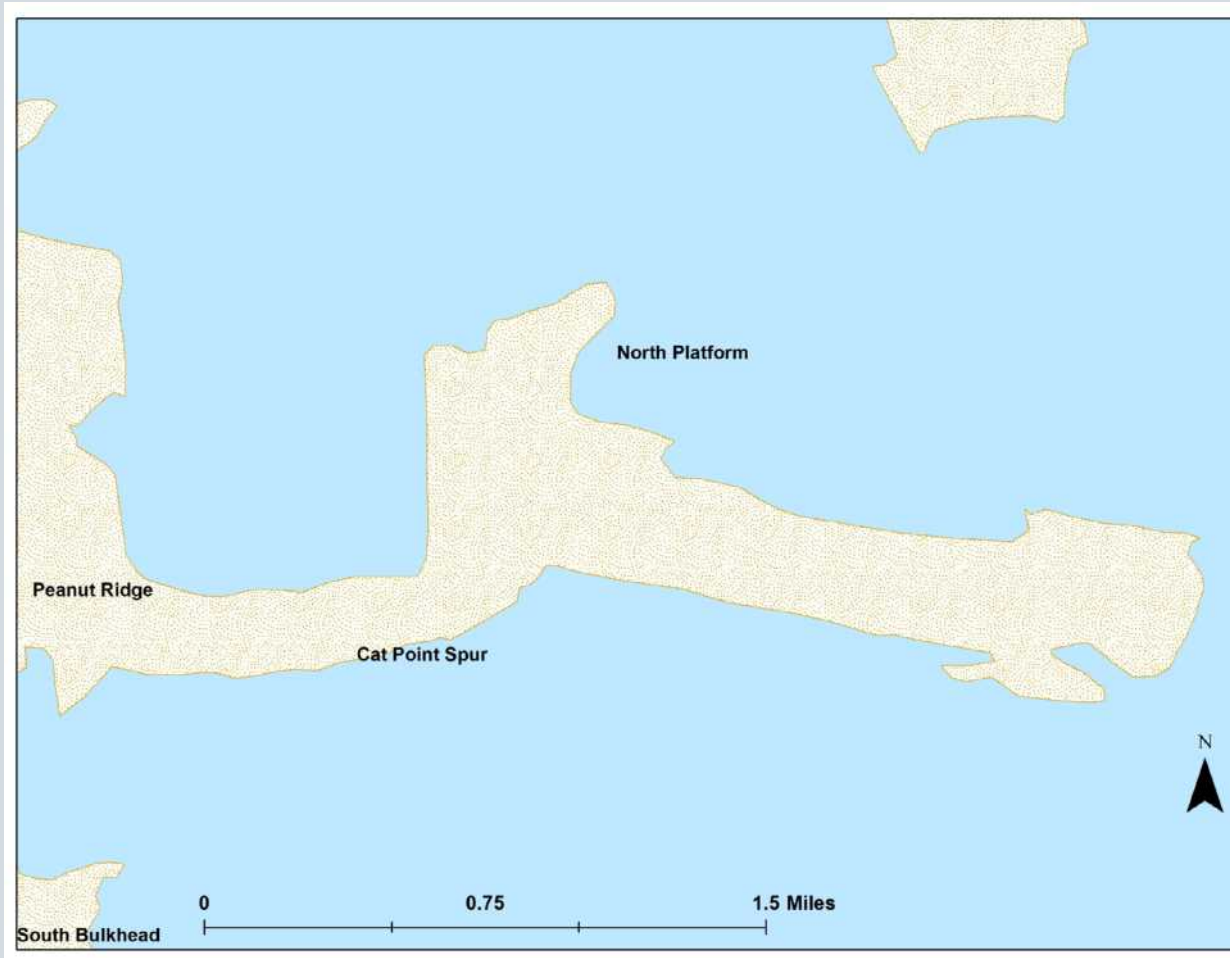 North Platform
Peanut Ridge
Cat Point Spur
N
0 0.75 1.5 Miles
South Bulkhead